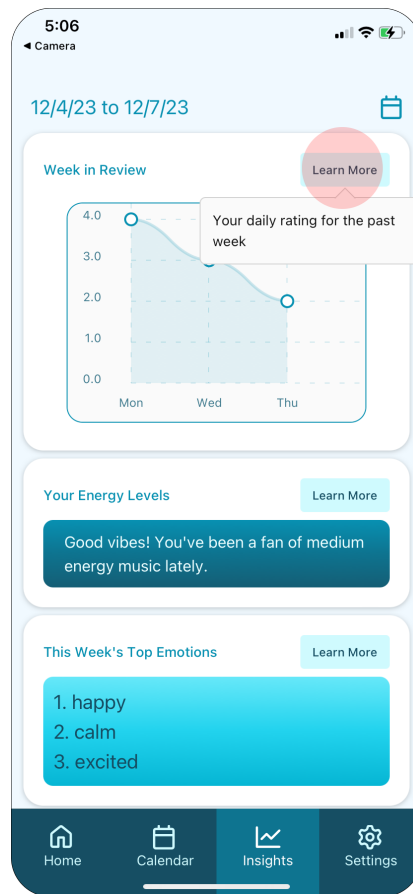 5:06
◄ Camera
12/4/23 to 12/7/23
Week in Review
Learn More
Your daily rating for the past
week
4.0
3.0
2.0
1.0
0.0
Mon Wed Thu
Your Energy Levels
Learn More
Good vibes! You've been a fan of medium
energy music lately.
This Week's Top Emotions
Learn More
1. happy
2. calm
3. excited
Home Calendar Insights Settings